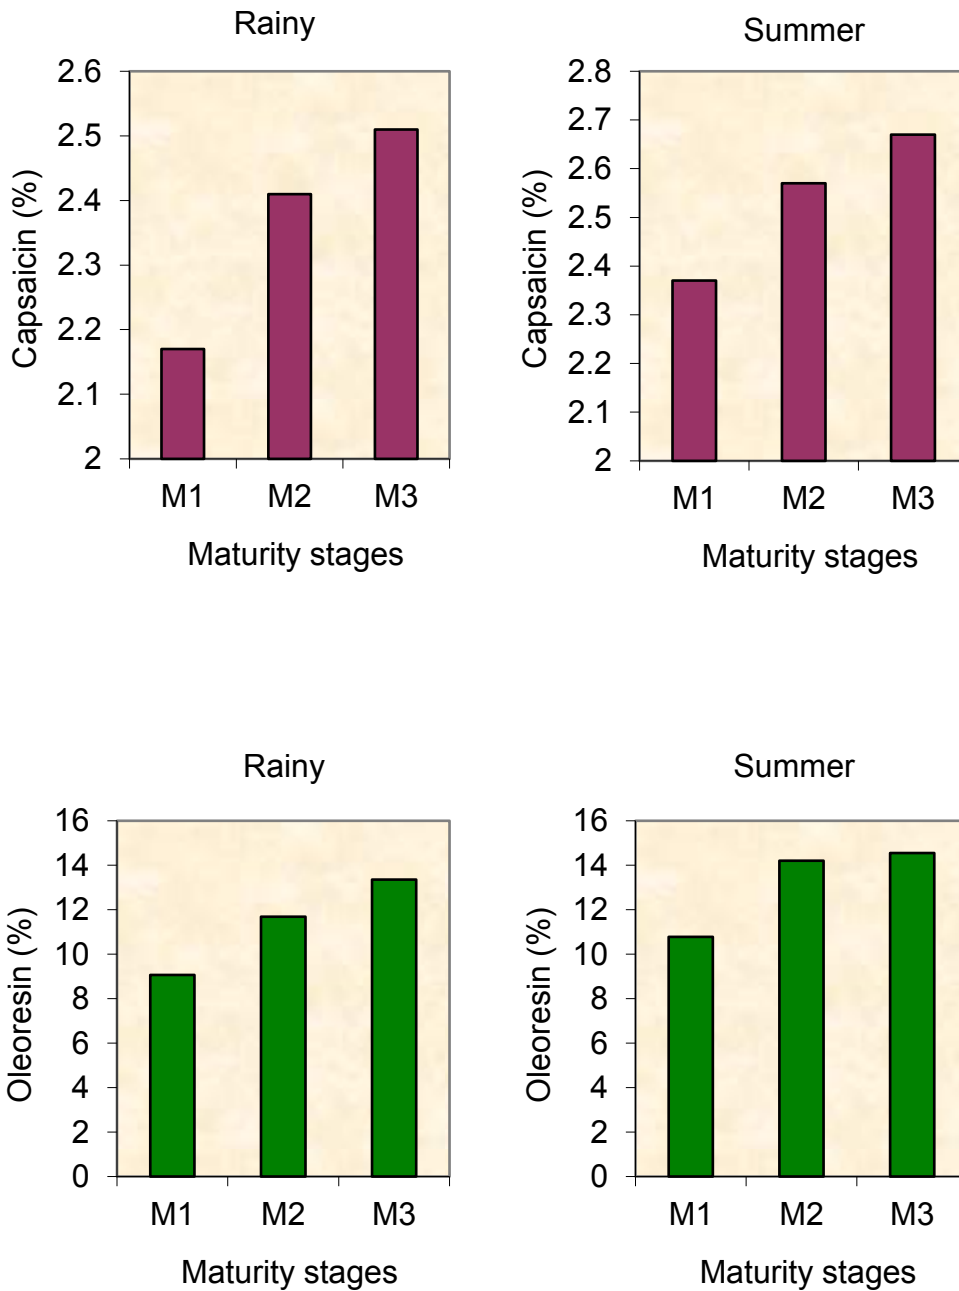 Rainy
Capsaicin (%)
2.6
2.5
2.4
2.3
2.2
2.1
2
M1 M2 M3
Maturity stages
Summer
Capsaicin (%)
2.8
2.7
2.6
2.5
2.4
2.3
2.2
2.1
2
M1 M2 M3
Maturity stages
Rainy
Oleoresin (%)
16
14
12
10
8
6
4
2
0
M1 M2 M3
Maturity stages
Summer
Oleoresin (%)
16
14
12
10
8
6
4
2
0
M1 M2 M3
Maturity stages